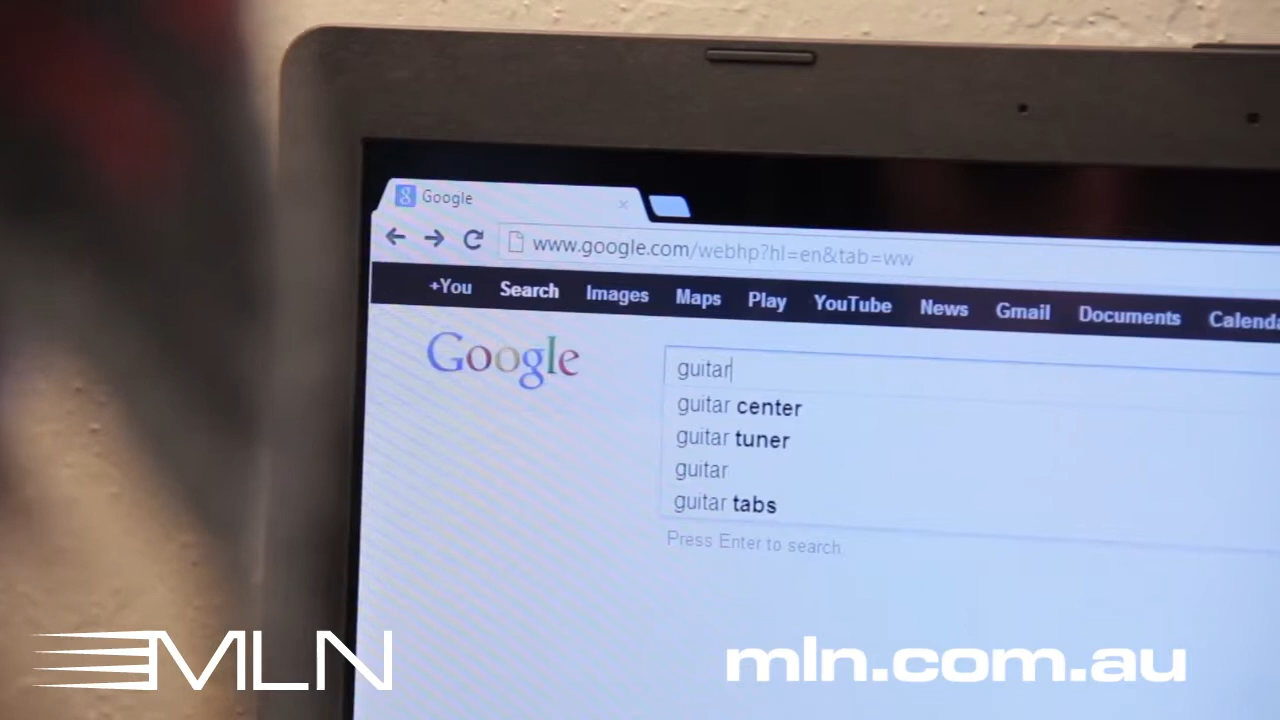 Google
www.google.com/webhp?hl=en&tab=ww
+You Search Images Maps Play YouTube News Gmail Documents Calenda
Google
guitar
guitar center
guitar tuner
guitar
guitar tabs
Press Enter to search.
MLN
mln.com.au